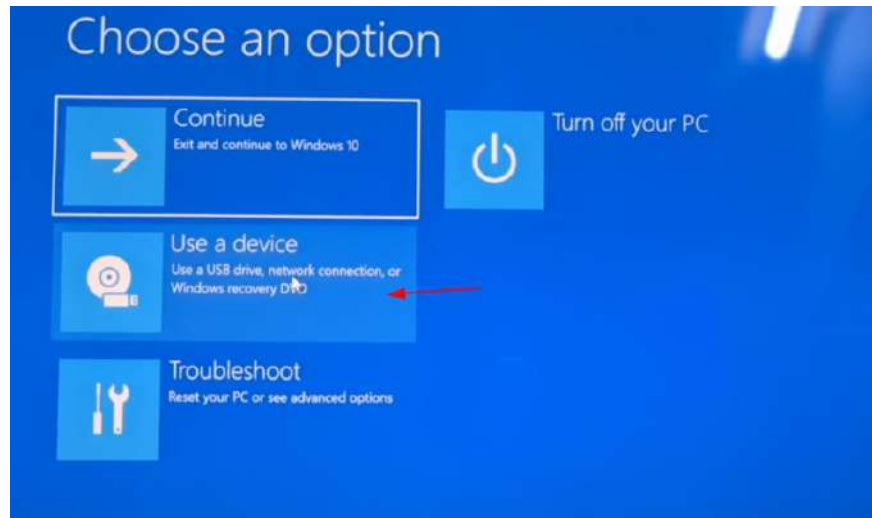 Choose an option
Continue
Exit and continue to Windows 10
Turn off your PC
Use a device
Use a USB drive, network connection, or
Windows recovery DVD
Troubleshoot
Reset your PC or see advanced options